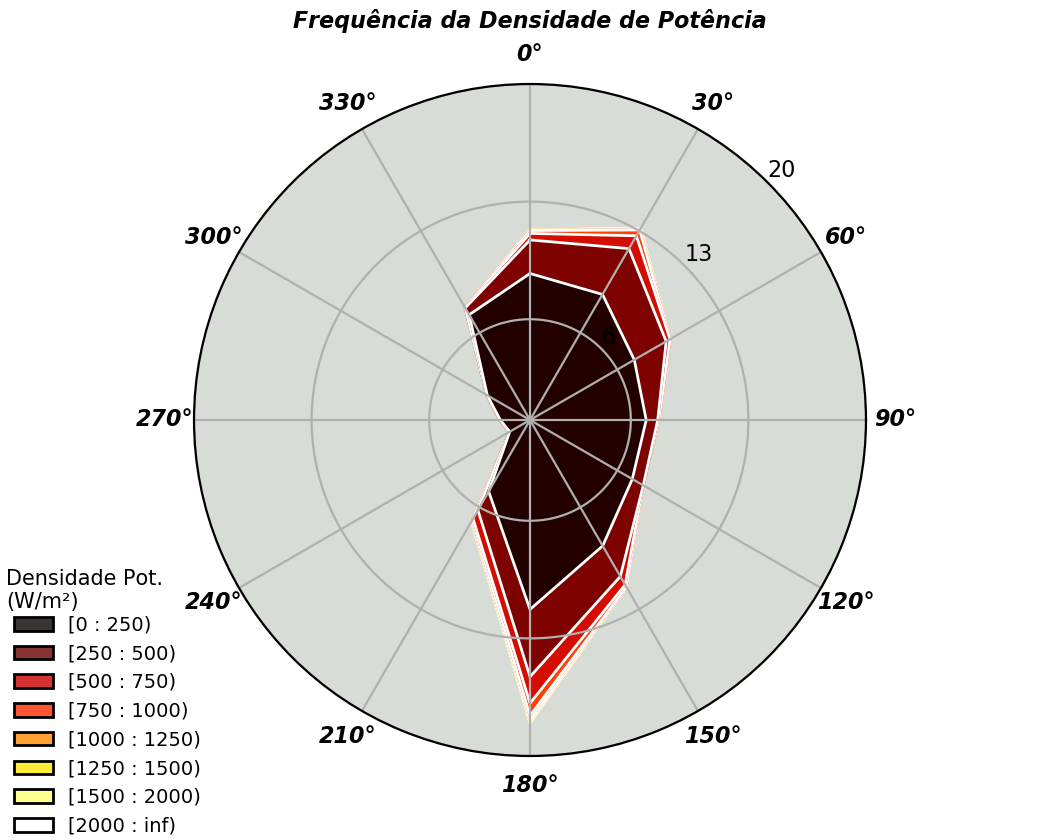 Frequência da Densidade de Potência
0°
330°
30°
20
300°
60°
13
6
270°
90°
240°
120°
210°
150°
180°
Densidade Pot.
(W/m²)
[0 : 250)
[250 : 500)
[500 : 750)
[750 : 1000)
[1000 : 1250)
[1250 : 1500)
[1500 : 2000)
[2000 : inf)